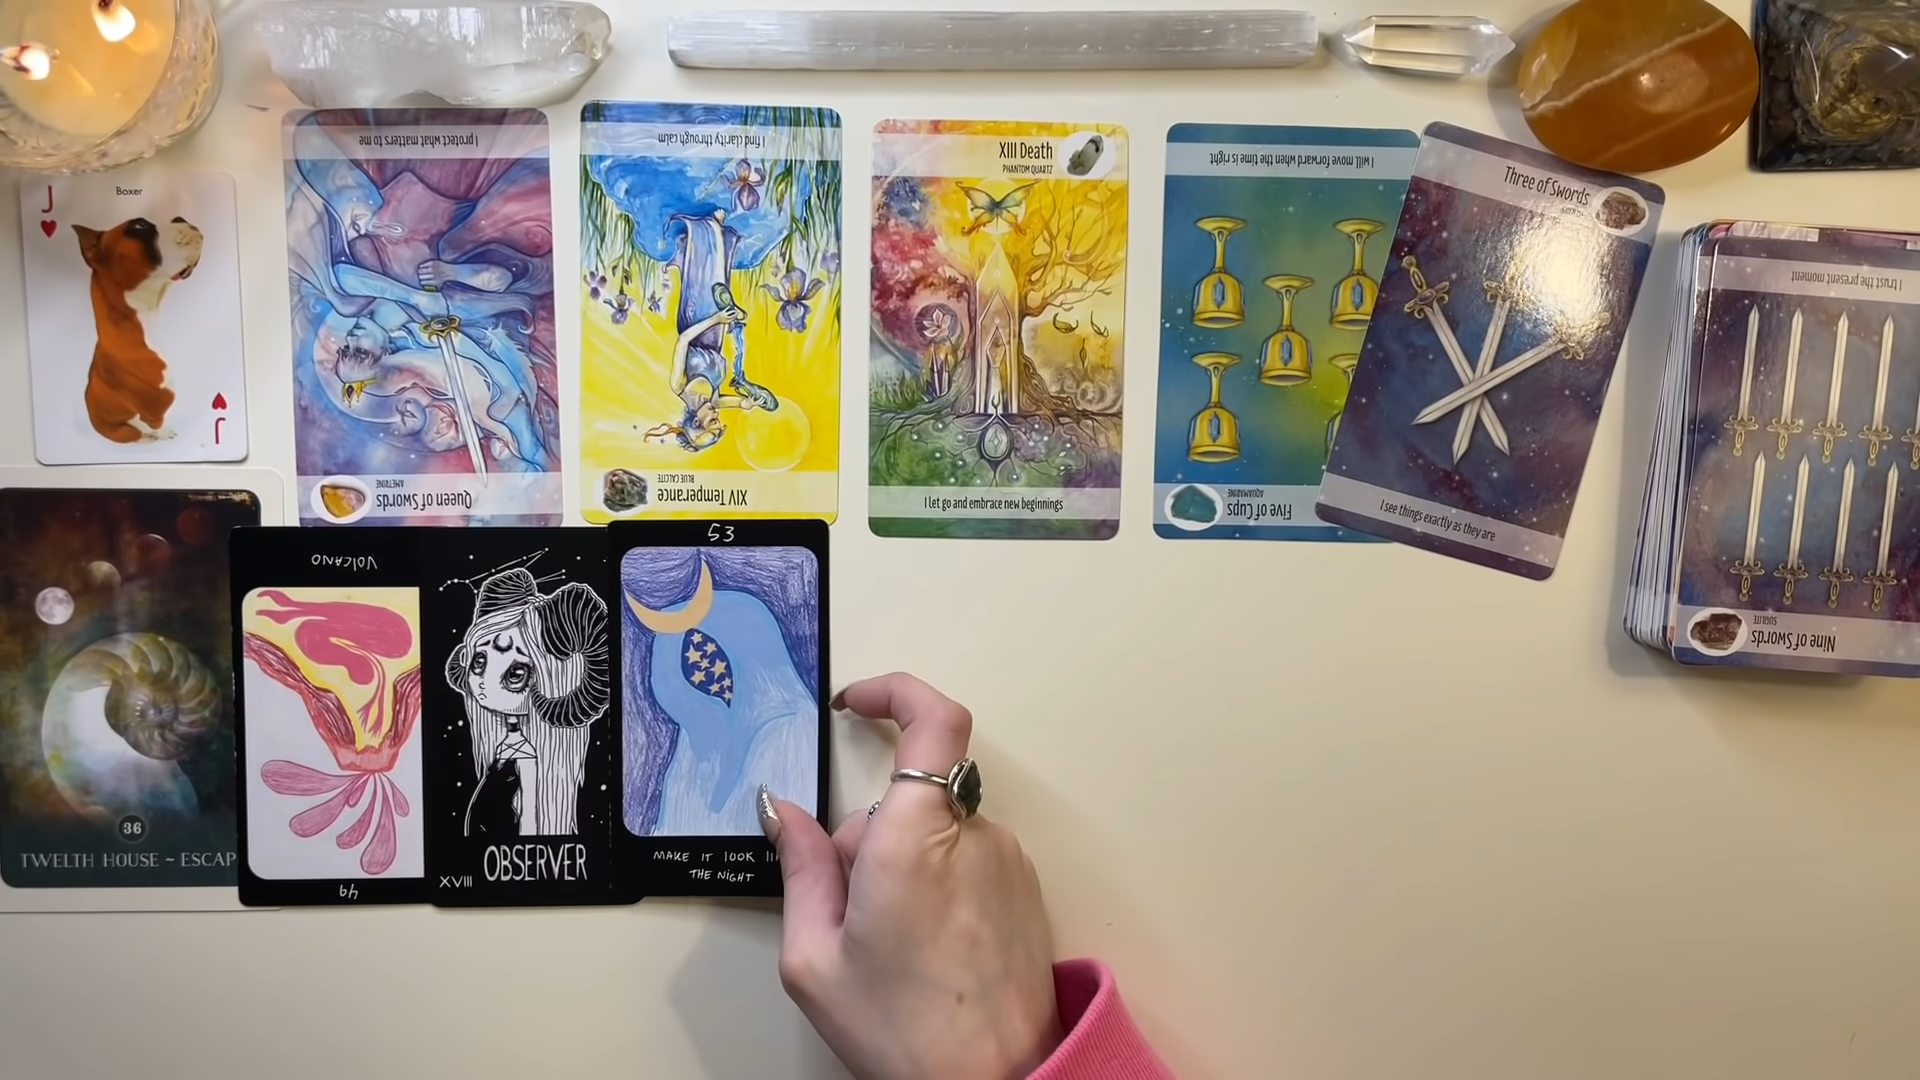 J
Boxer
J
I protect what matters to me
Queen of Swords
AMETRINE
I find clarity through calm
XIV Temperance
BLUE CALCITE
XIII Death
PHANTOM QUARTZ
I let go and embrace new beginnings
I will move forward when the time is right
Five of Cups
AQUAMARINE
Three of Swords
I see things exactly as they are
I trust the present moment
Nine of Swords
SUGILITE
36
TWELTH HOUSE ~ ESCAP
VOLCANO
49
XVIII
OBSERVER
53
MAKE IT LOOK
THE NIGHT